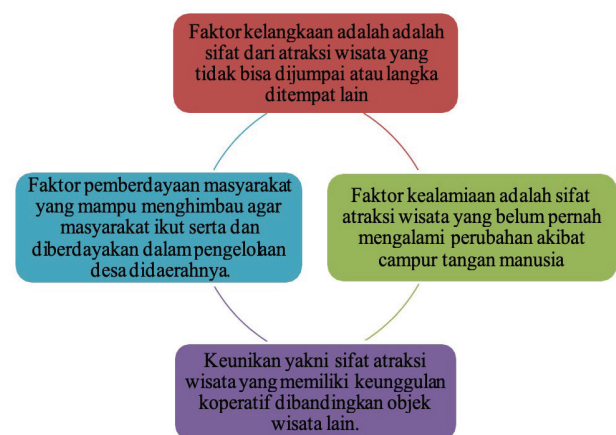 Faktor kelangkaan adalah adalah
sifat dari atraksi wisata yang
tidak bisa dijumpai atau langka
ditempat lain
Faktor kealamiaan adalah sifat
atraksi wisata yang belum pernah
mengalami perubahan akibat
campur tangan manusia
Keunikan yakni sifat atraksi
wisata yang memiliki keunggulan
koperatif dibandingkan objek
wisata lain.
Faktor pemberdayaan masyarakat
yang mampu menghimbau agar
masyarakat ikut serta dan
diberdayakan dalam pengelolaan
desa didaerahnya.